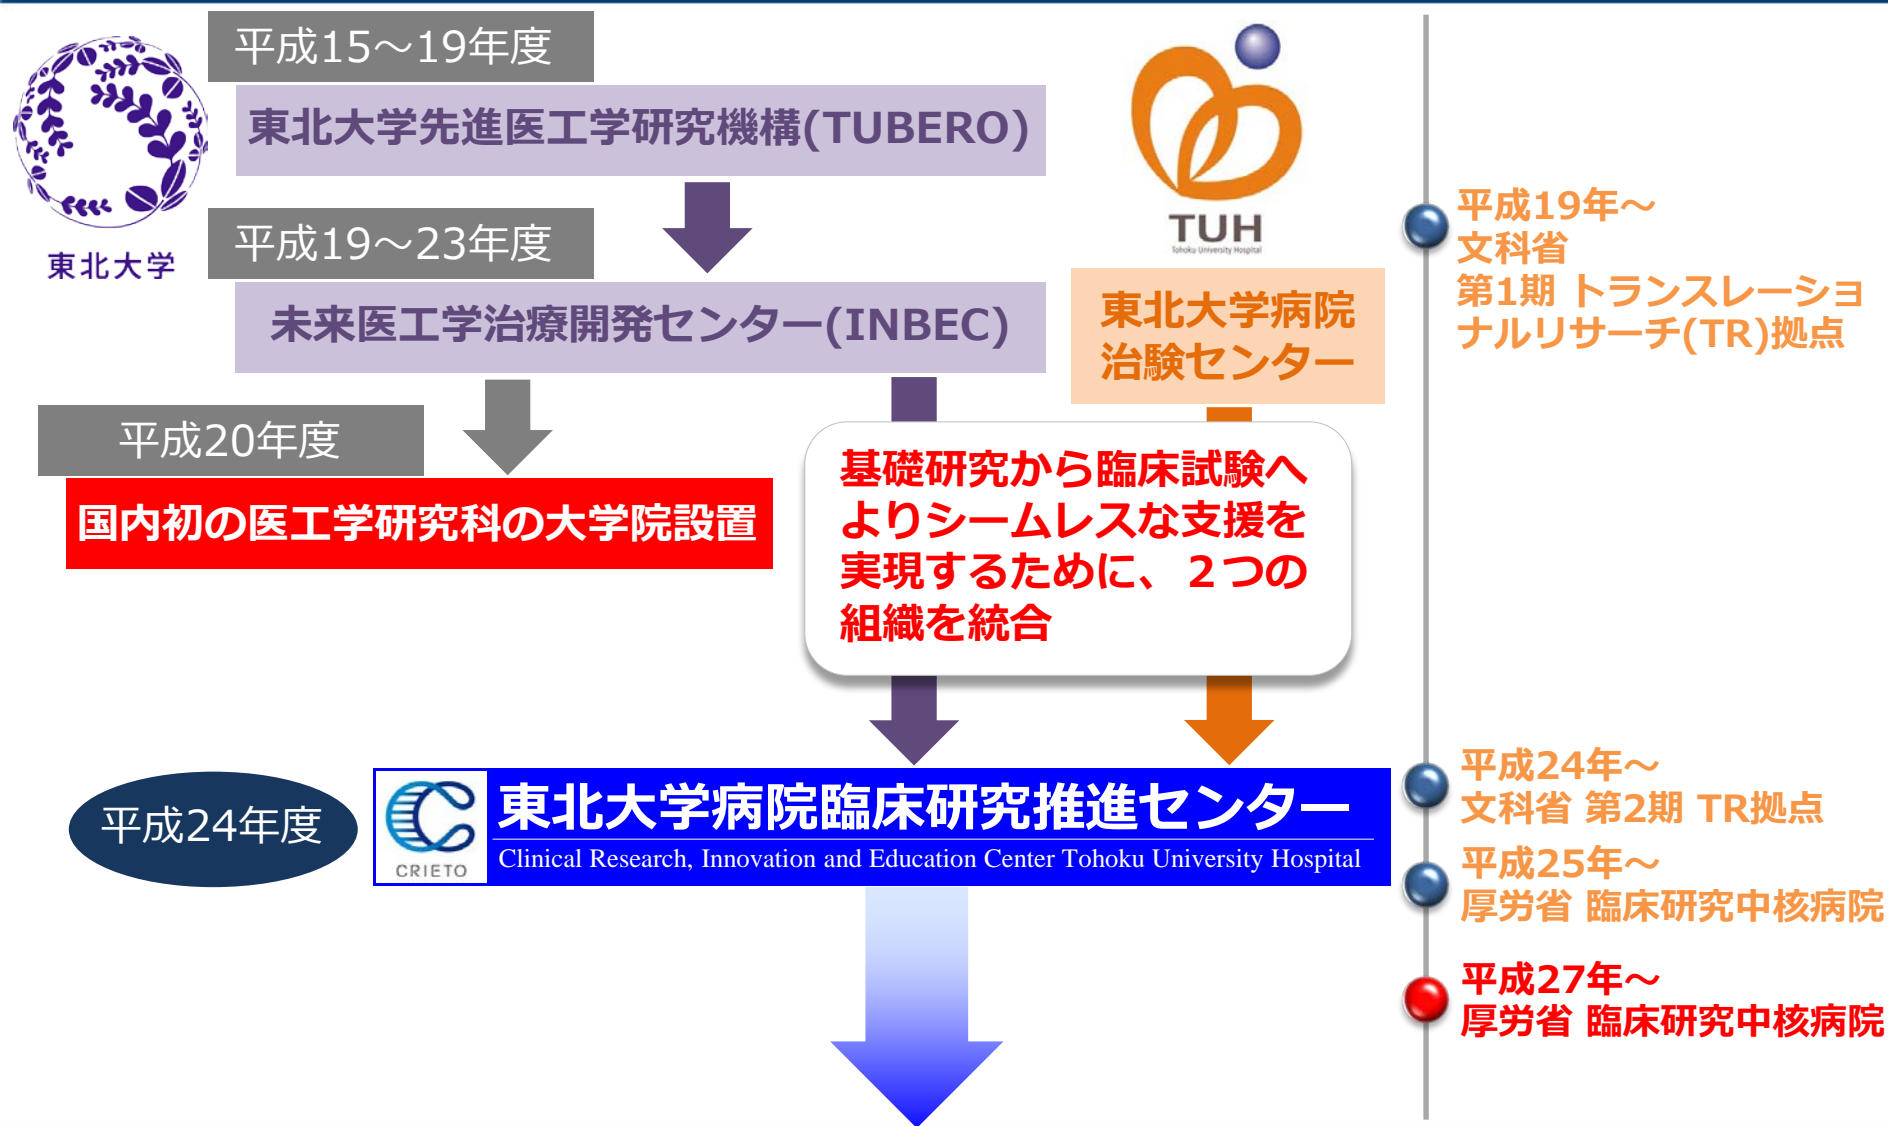 平成15～19年度
東北大学先進医工学研究機構(TUBERO)
東北大学
平成19～23年度
未来医工学治療開発センター(INBEC)
TUH
Tohoku University Hospital
東北大学病院
治験センター
平成20年度
国内初の医工学研究科の大学院設置
基礎研究から臨床試験へ
よりシームレスな支援を
実現するために、２つの
組織を統合
平成24年度
CRIETO
東北大学病院臨床研究推進センター
Clinical Research, Innovation and Education Center Tohoku University Hospital
平成19年～
文科省
第1期 トランスレーショ
ナルリサーチ(TR)拠点
平成24年～
文科省 第2期 TR拠点
平成25年～
厚労省 臨床研究中核病院
平成27年～
厚労省 臨床研究中核病院